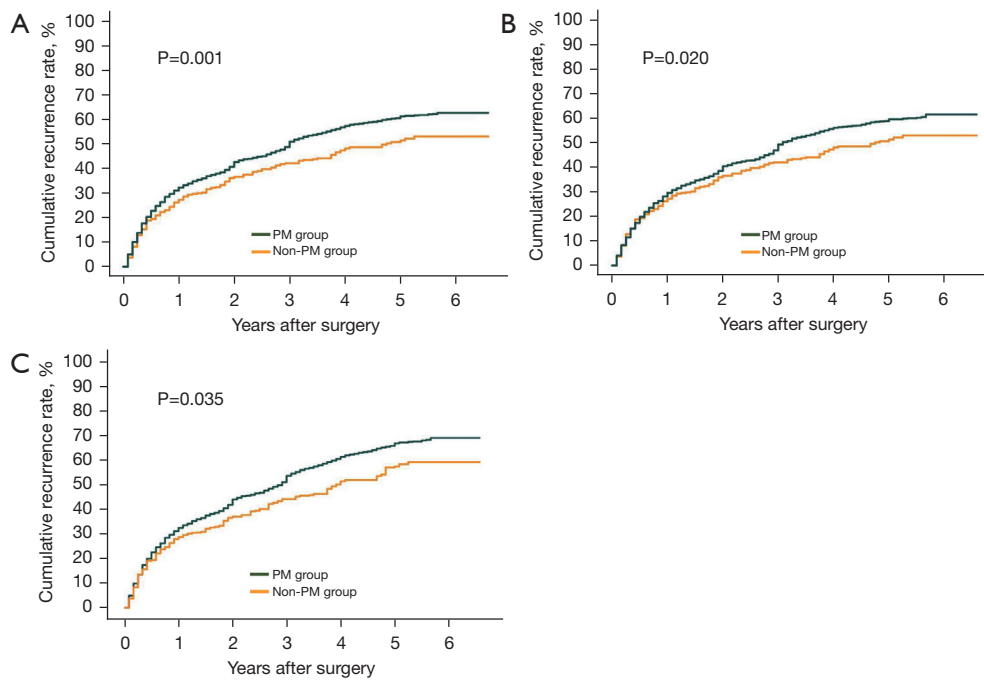 A
Cumulative recurrence rate, %
100
90
80
70
60
50
40
30
20
10
0
P=0.001
PM group
Non-PM group
0 1 2 3 4 5 6
Years after surgery
B
Cumulative recurrence rate, %
100
90
80
70
60
50
40
30
20
10
0
P=0.020
PM group
Non-PM group
0 1 2 3 4 5 6
Years after surgery
C
Cumulative recurrence rate, %
100
90
80
70
60
50
40
30
20
10
0
P=0.035
PM group
Non-PM group
0 1 2 3 4 5 6
Years after surgery